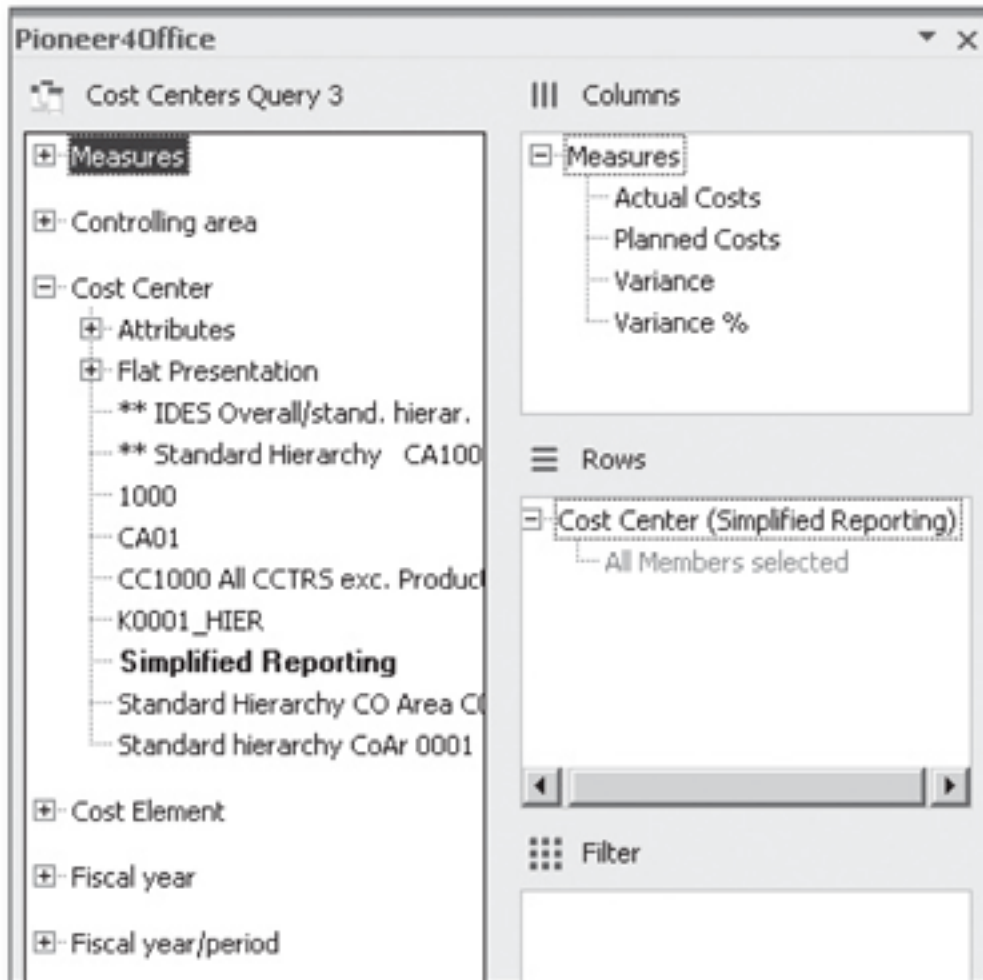 Pioneer4Office
Cost Centers Query 3
Measures
Controlling area
Cost Center
Attributes
Flat Presentation
** IDES Overall/stand. hierar.
** Standard Hierarchy CA100
1000
CA01
CC1000 All CCTRS exc. Product
K0001_HIER
Simplified Reporting
Standard Hierarchy CO Area C0
Standard hierarchy CoAr 0001
Cost Element
Fiscal year
Fiscal year/period
Columns
Measures
Actual Costs
Planned Costs
Variance
Variance %
Rows
Cost Center (Simplified Reporting)
All Members selected
Filter